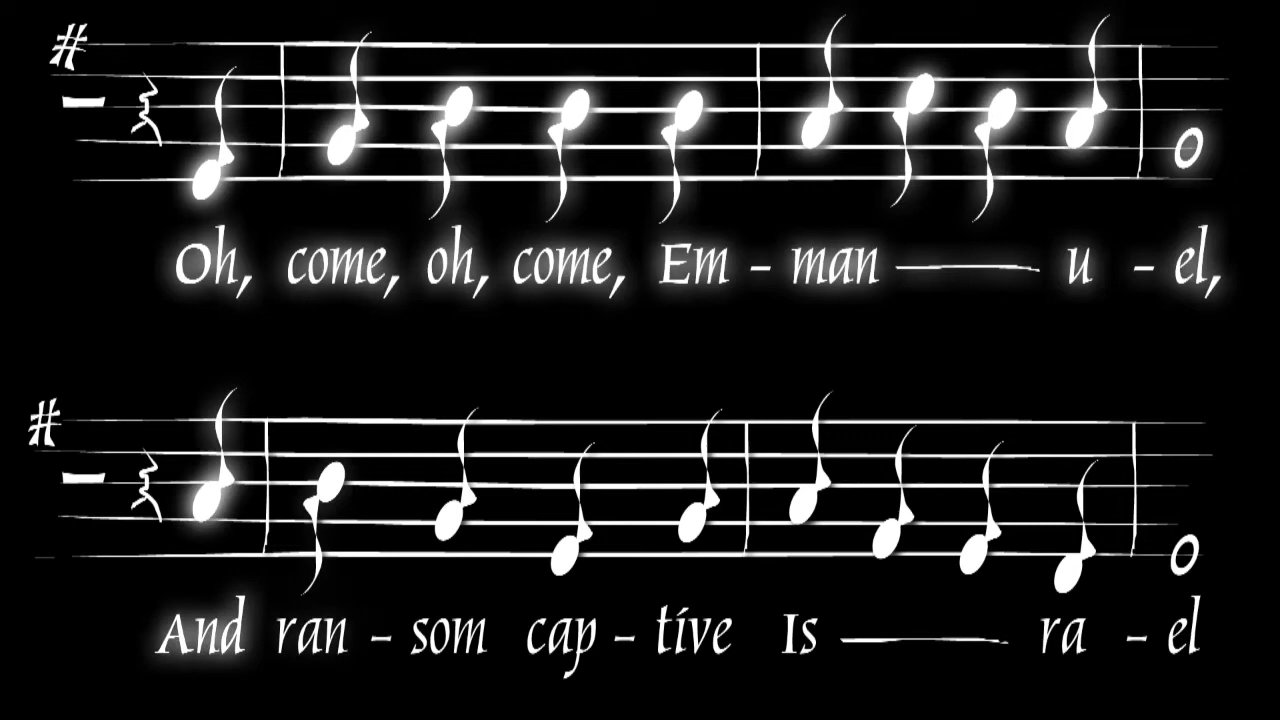 Oh, come, oh, come, Em – man —— u – el,
And ran – som cap – tive Is —— ra – el